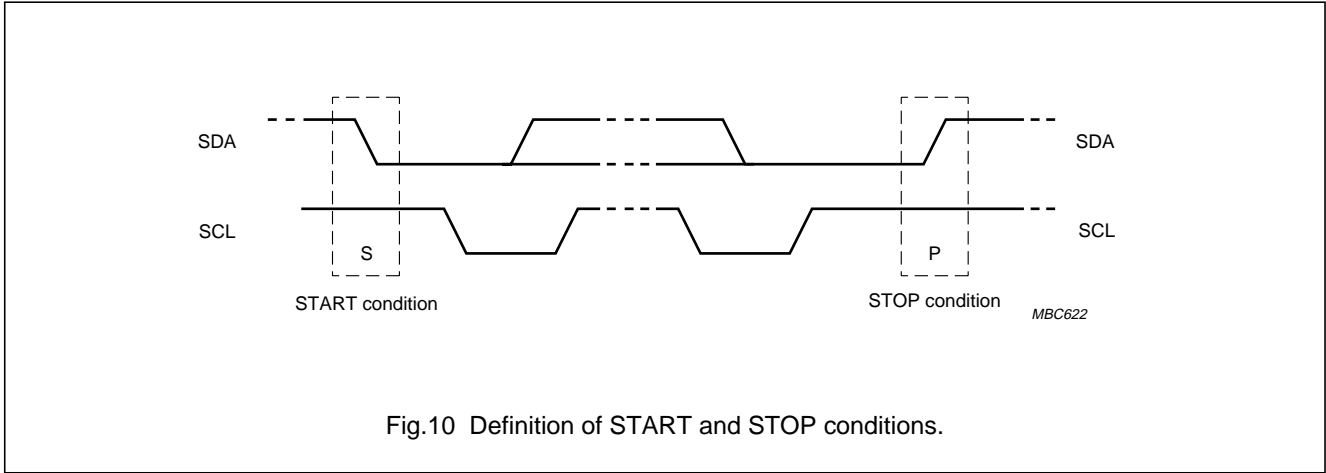 SDA
SDA
SCL
SCL
S
P
START condition
STOP condition
MBC622
Fig.10 Definition of START and STOP conditions.